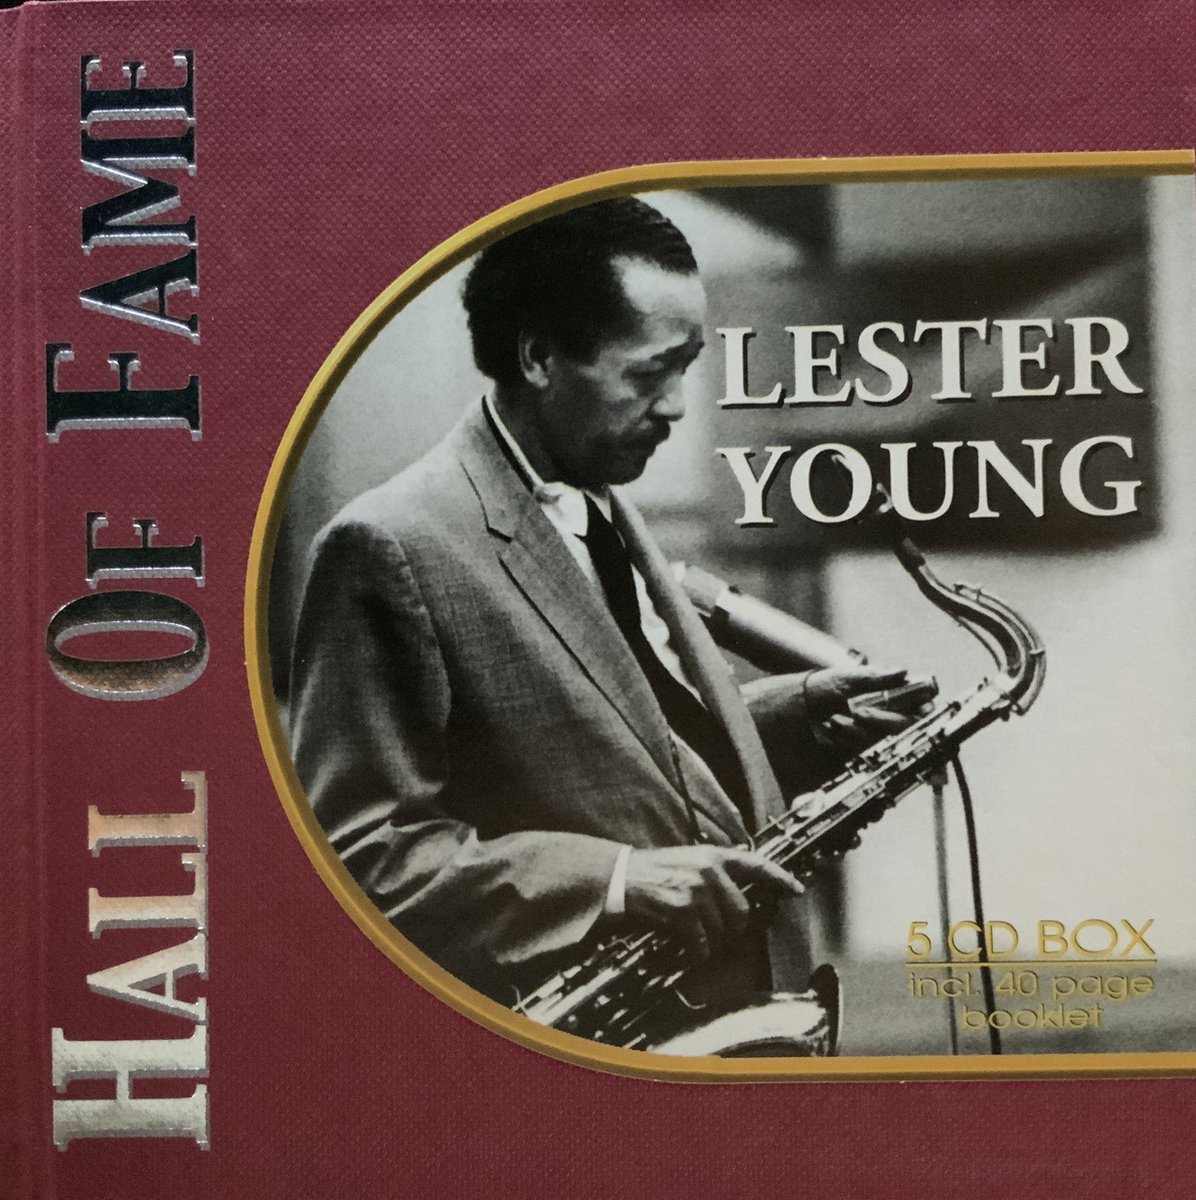 HALL OF FAME
LESTER
YOUNG
5 CD BOX
incl. 40 page
booklet